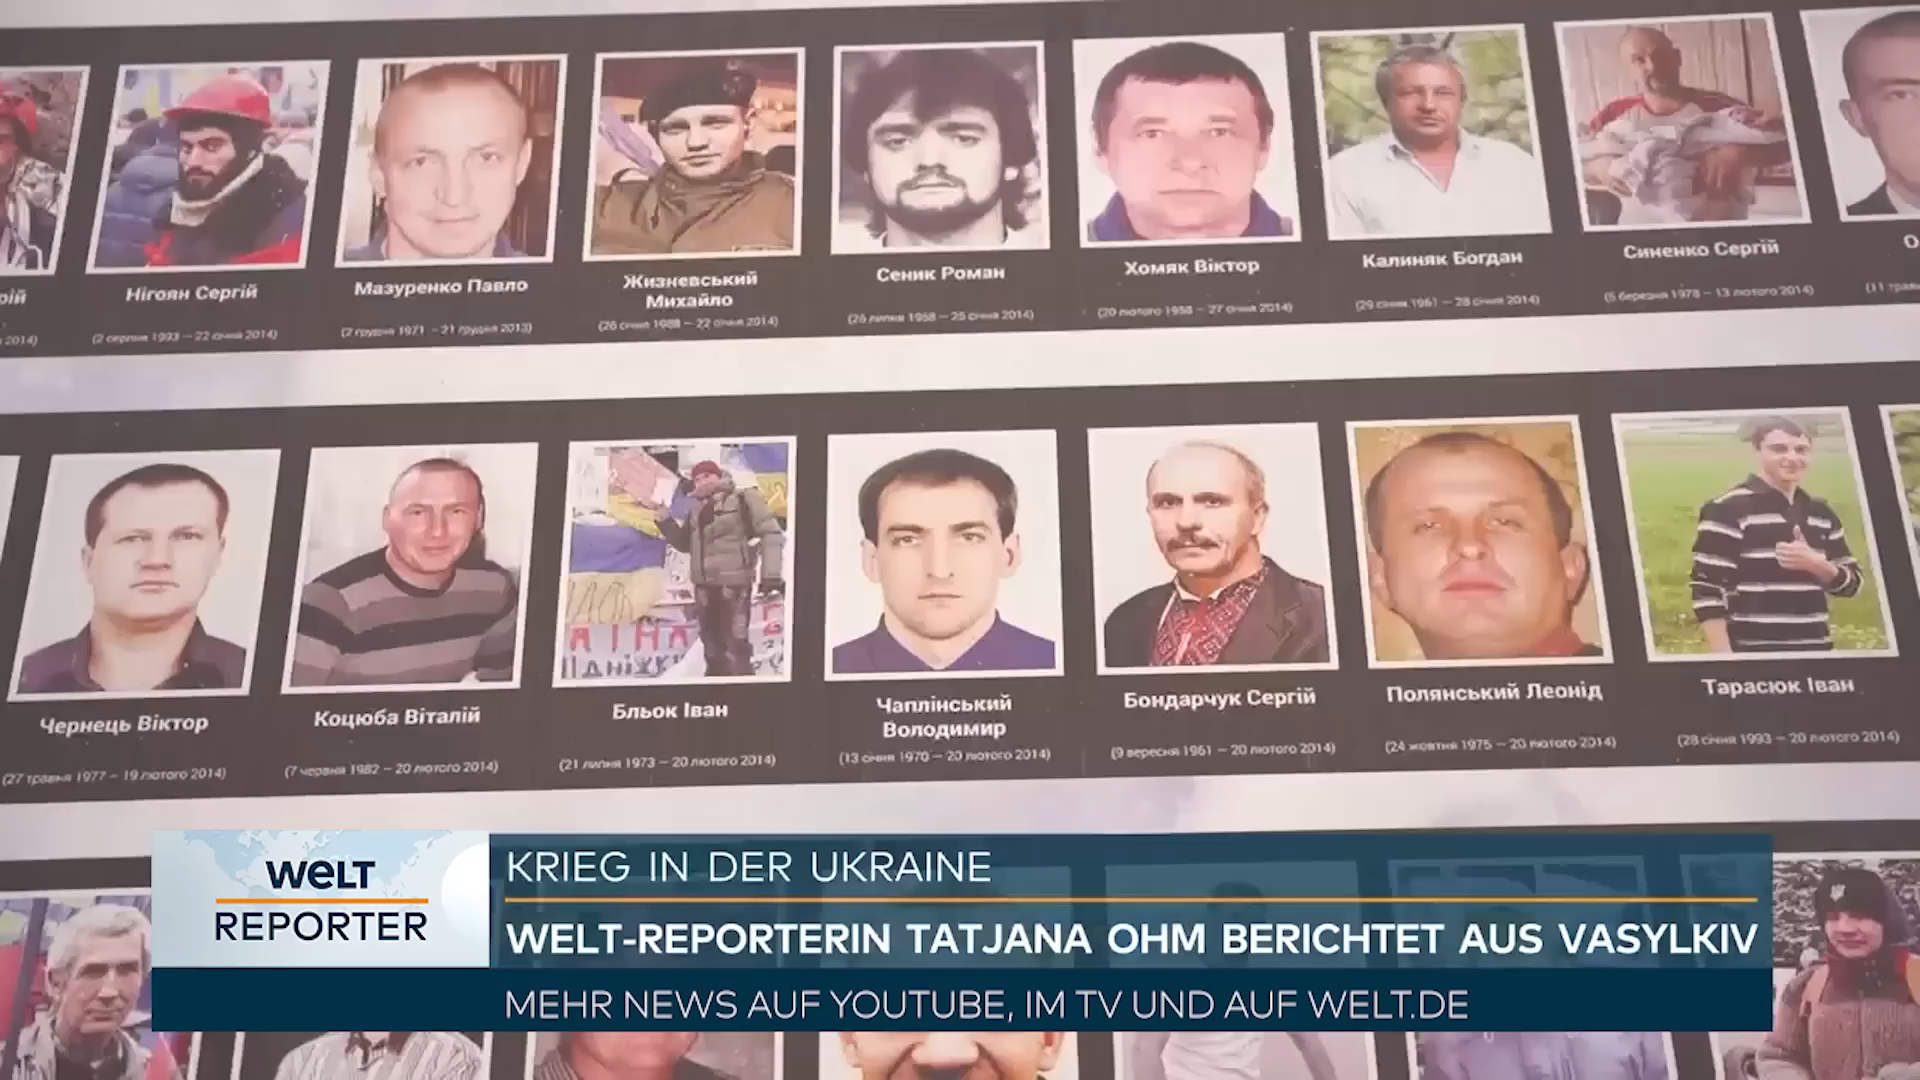 рій
Нігоян Сергій
Мазуренко Павло
Жизневський
Михайло
Сеник Роман
Хомяк Віктор
Калиняк Богдан
Синенко Сергій
О
2014)
(2 серпня 1993 – 22 січня 2014)
(2 грудня 1971 – 21 грудня 2013)
(26 січня 1988 – 22 січня 2014)
(26 липня 1958 – 25 січня 2014)
(20 лютого 1958 – 27 січня 2014)
(29 січня 1961 – 28 січня 2014)
(5 березня 1978 – 13 лютого 2014)
(11 трав
АЇНА
Чернець Віктор
Коцюба Віталій
Бльок Іван
Чаплінський
Володимир
Бондарчук Сергій
Полянський Леонід
Тарасюк Іван
(27 травня 1977 – 19 лютого 2014)
(7 червня 1982 – 20 лютого 2014)
(21 липня 1973 – 20 лютого 2014)
(13 січня 1970 – 20 лютого 2014)
(9 вересня 1961 – 20 лютого 2014)
(24 жовтня 1975 – 20 лютого 2014)
(28 січня 1993 – 20 лютого 2014)
WELT
REPORTER
KRIEG IN DER UKRAINE
WELT-REPORTERIN TATJANA OHM BERICHTET AUS VASYLKIV
MEHR NEWS AUF YOUTUBE, IM TV UND AUF WELT.DE